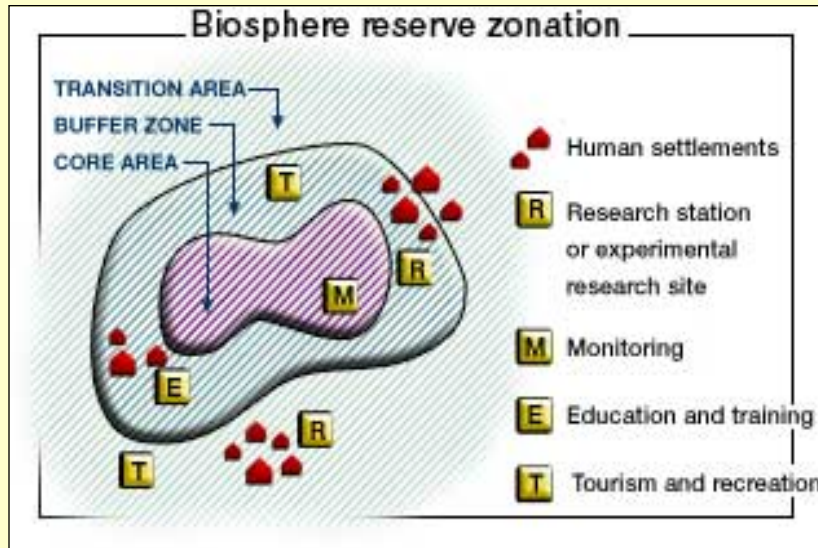 Biosphere reserve zonation
TRANSITION AREA
BUFFER ZONE
CORE AREA
T
R
M
E
R
T
Human settlements
R Research station
or experimental
research site
M Monitoring
E Education and training
T Tourism and recreation